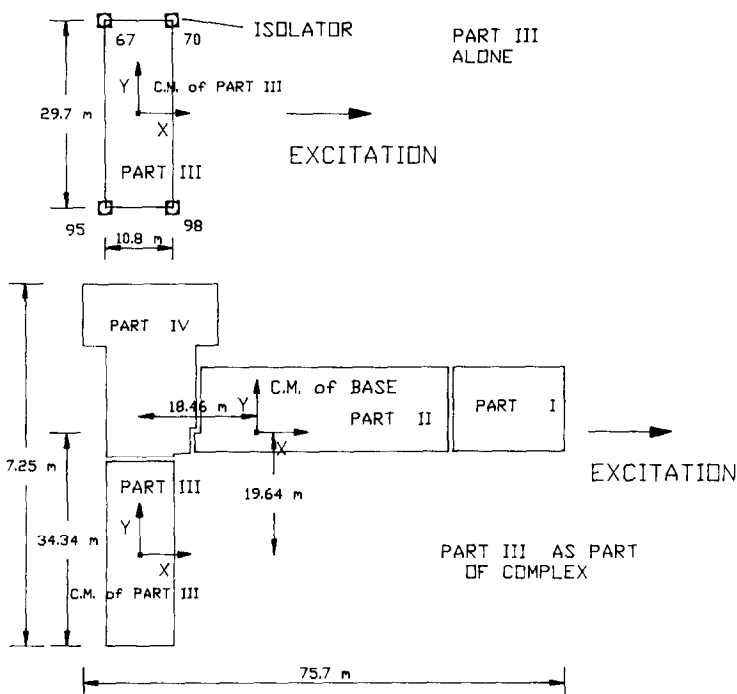 ISOLATOR
PART III
ALONE
67
70
Y
C.M. of PART III
29.7 m
X
EXCITATION
PART III
95
98
10.8 m
PART IV
C.M. of BASE
18.46 m
Y
PART II
PART I
X
7.25 m
EXCITATION
PART III
19.64 m
Y
34.34 m
X
PART III AS PART
OF COMPLEX
C.M. of PART III
75.7 m